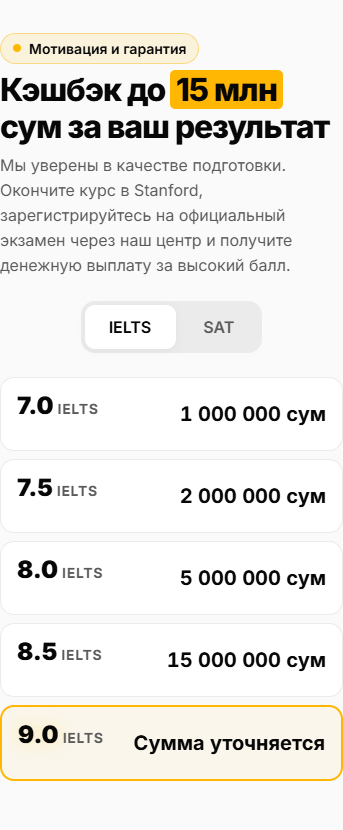 Мотивация и гарантия
Кэшбэк до 15 млн
сум за ваш результат
Мы уверены в качестве подготовки.
Окончите курс в Stanford,
зарегистрируйтесь на официальный
экзамен через наш центр и получите
денежную выплату за высокий балл.
IELTS SAT
7.0 IELTS 1 000 000 сум
7.5 IELTS 2 000 000 сум
8.0 IELTS 5 000 000 сум
8.5 IELTS 15 000 000 сум
9.0 IELTS Сумма уточняется